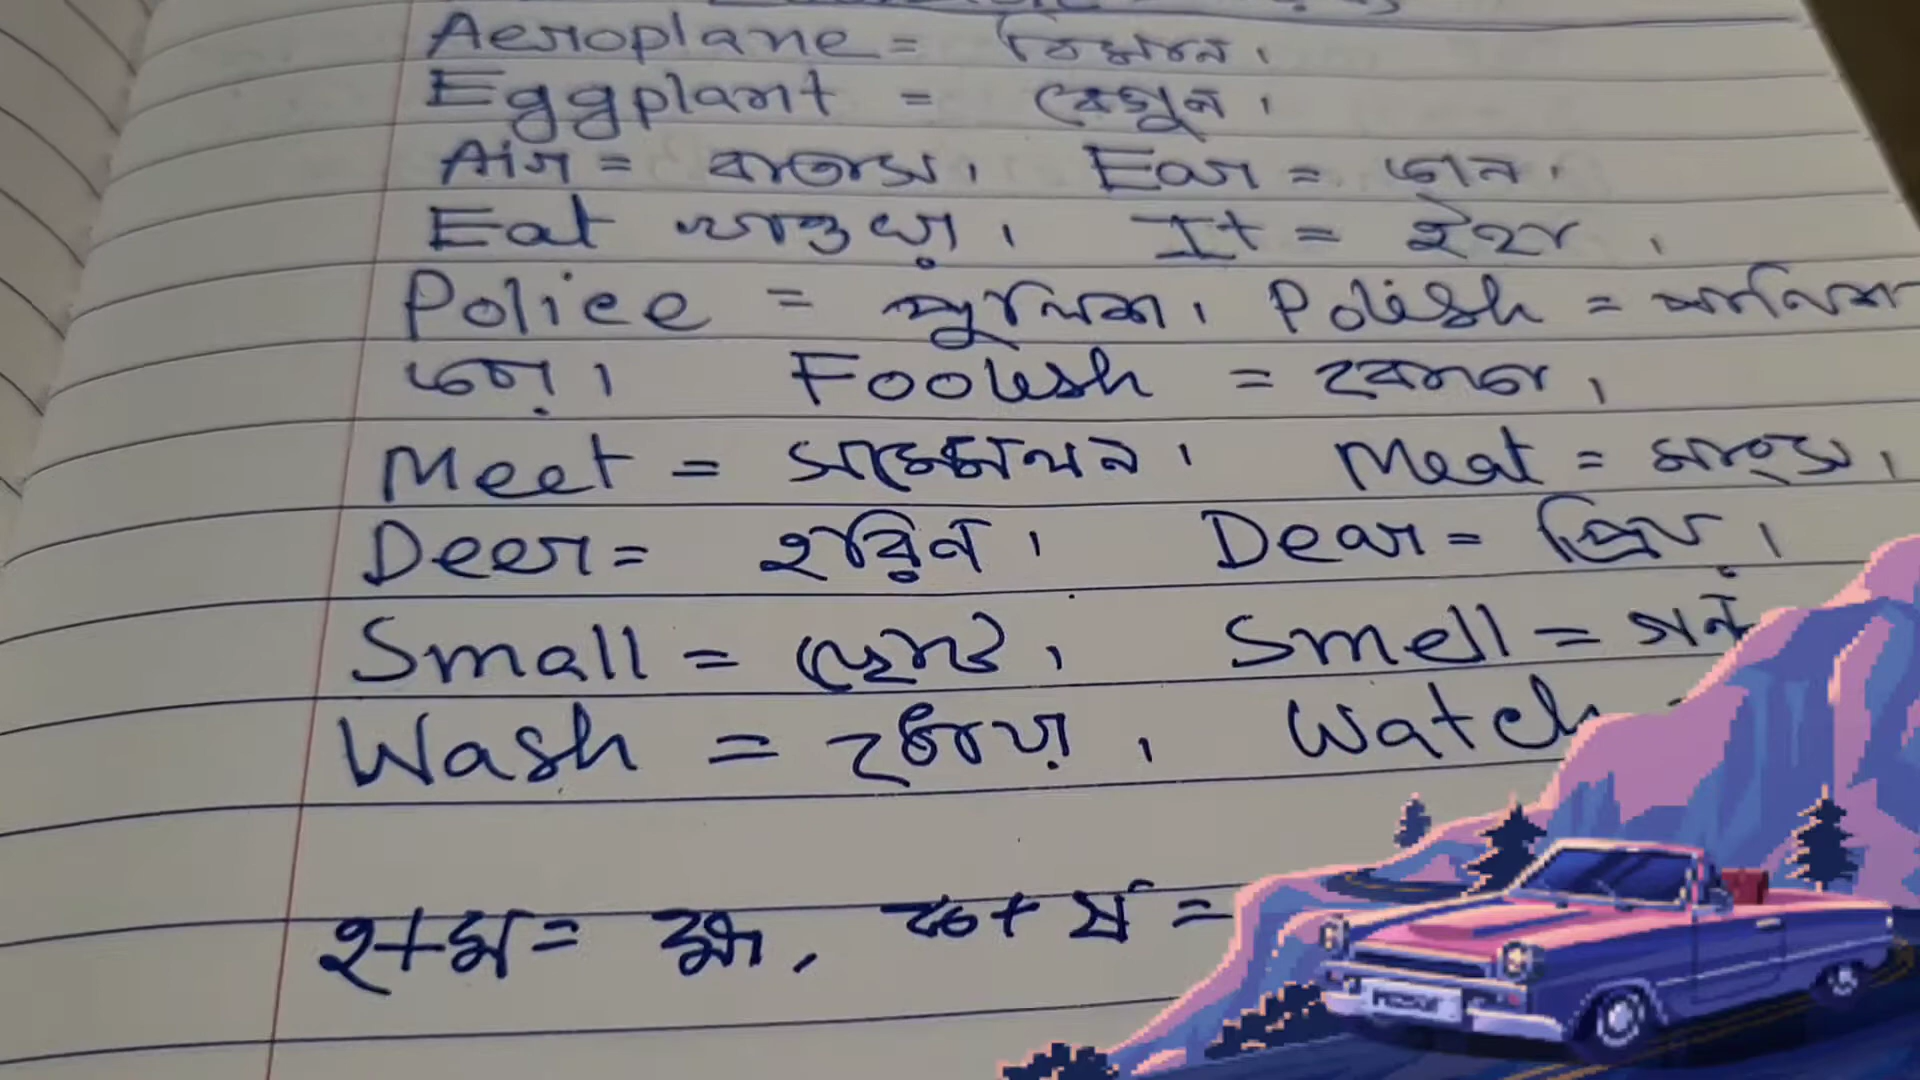 Aeroplane = বিমান।
Eggplant = বেগুন।
Air = বাতাস। Ear = কান।
Eat খাওয়া। It = ইহা।
Police = পুলিশ। Polish = পালিশ
করা। Foolish = বোকা।
Meet = Meat = মাংস।
Deer = হরিণ। Dear = প্রিয়।
Small = ছোট। Smell =
Wash = ধোয়া। Watch
হ+ম= হ্ম, ক+ষ =